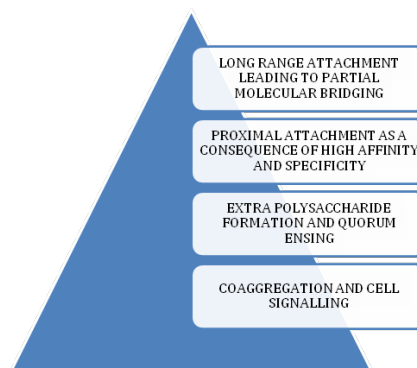 LONG RANGE ATTACHMENT
LEADING TO PARTIAL
MOLECULAR BRIDGING
PROXIMAL ATTACHMENT AS A
CONSEQUENCE OF HIGH AFFINITY
AND SPECIFICITY
EXTRA POLYSACCHARIDE
FORMATION AND QUORUM
ENSING
COAGGREGATION AND CELL
SIGNALLING